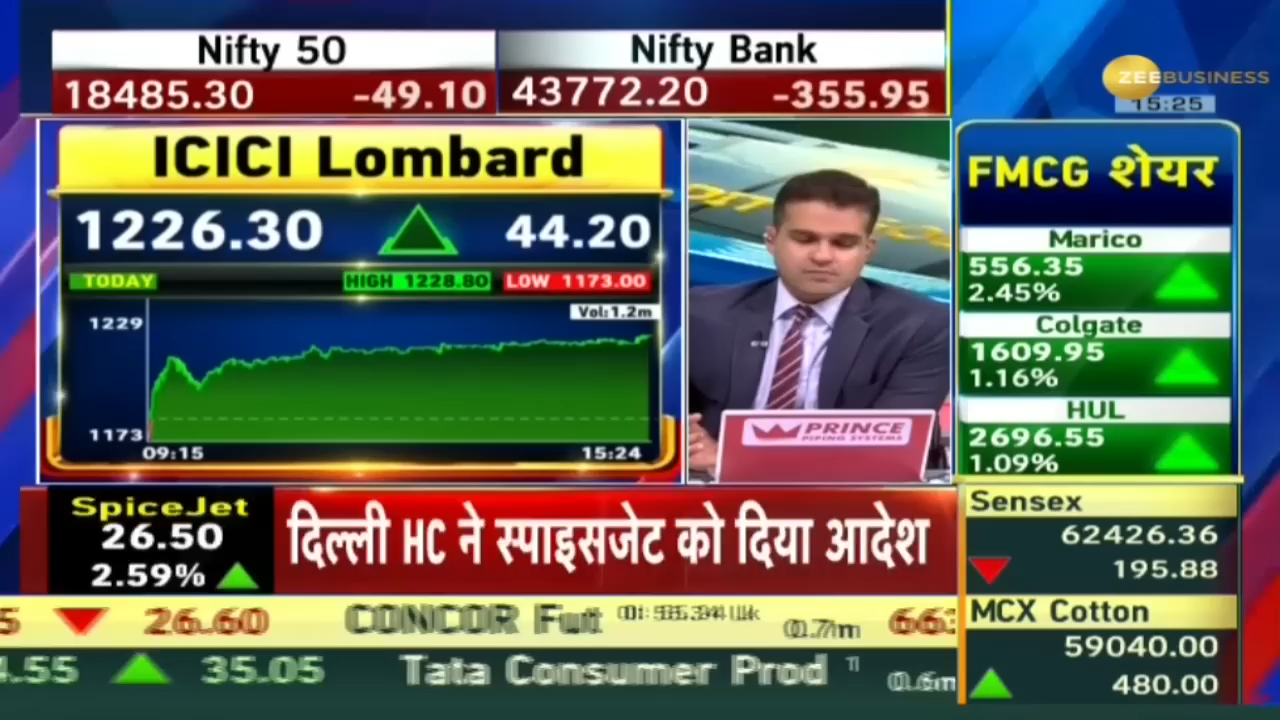 Nifty 50
18485.30 -49.10
Nifty Bank
43772.20 -355.95
ZEEBUSINESS
15:25
ICICI Lombard
1226.30 44.20
TODAY HIGH 1228.80 LOW 1173.00
Vol:1.2m
1229
1173
09:15 15:24
PRINCE
PIPING SYSTEMS
FMCG शेयर
Marico
556.35
2.45%
Colgate
1609.95
1.16%
HUL
2696.55
1.09%
Sensex
62426.36
195.88
MCX Cotton
59040.00
480.00
SpiceJet
26.50
2.59%
दिल्ली HC ने स्पाइसजेट को दिया आदेश
26.60 CONCOR Fut 0.7m
4.55 35.05 Tata Consumer Prod 0.6m